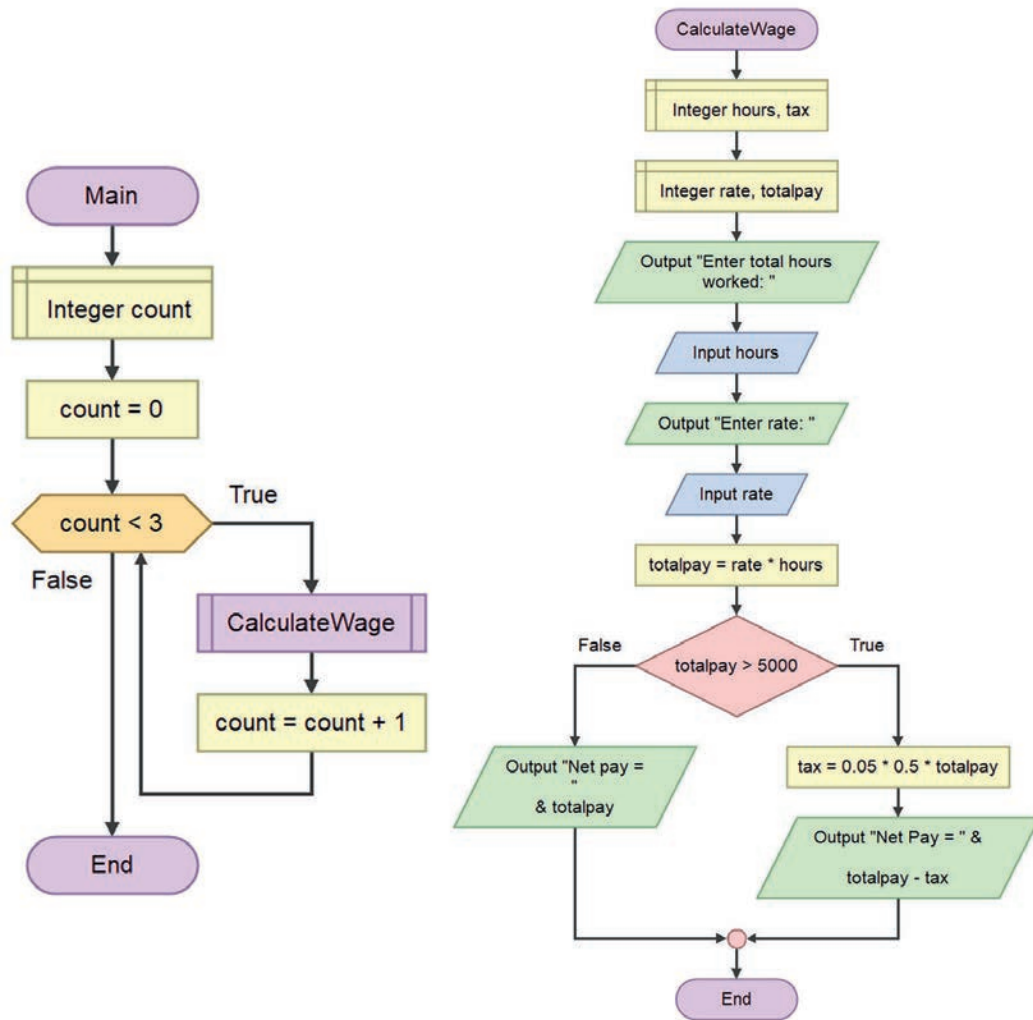 Main
Integer count
count = 0
count < 3
True
False
CalculateWage
count = count + 1
End
CalculateWage
Integer hours, tax
Integer rate, totalpay
Output "Enter total hours
worked: "
Input hours
Output "Enter rate: "
Input rate
totalpay = rate * hours
totalpay > 5000
False
True
Output "Net pay =
"
& totalpay
tax = 0.05 * 0.5 * totalpay
Output "Net Pay = " &
totalpay - tax
End